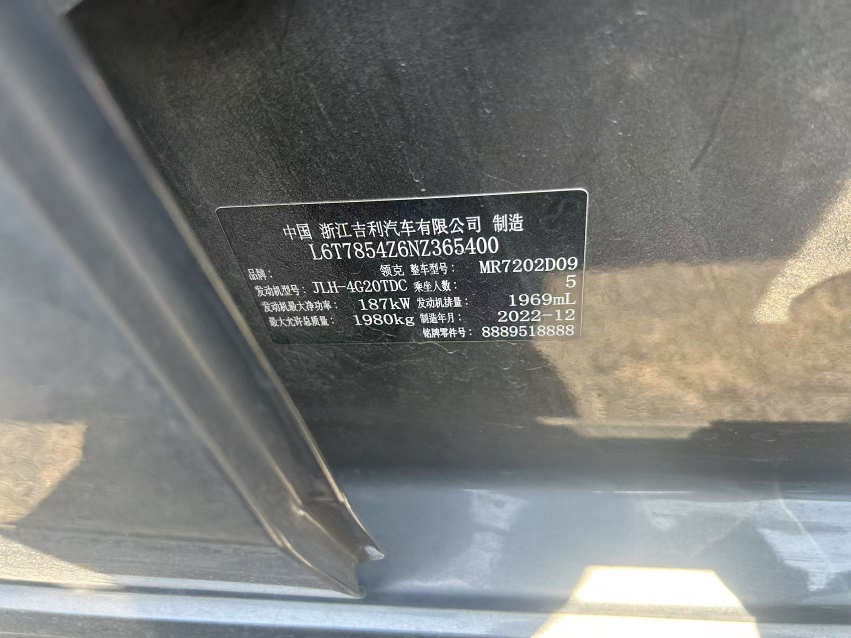 中国 浙江吉利汽车有限公司 制造
L6T7854Z6NZ365400
品牌： 领克 整车型号： MR7202D09
发动机型号： JLH-4G20TDC 乘坐人数： 5
发动机最大净功率： 187kW 发动机排量： 1969mL
最大允许总质量： 1980kg 制造年月： 2022-12
铭牌零件号： 8889518888